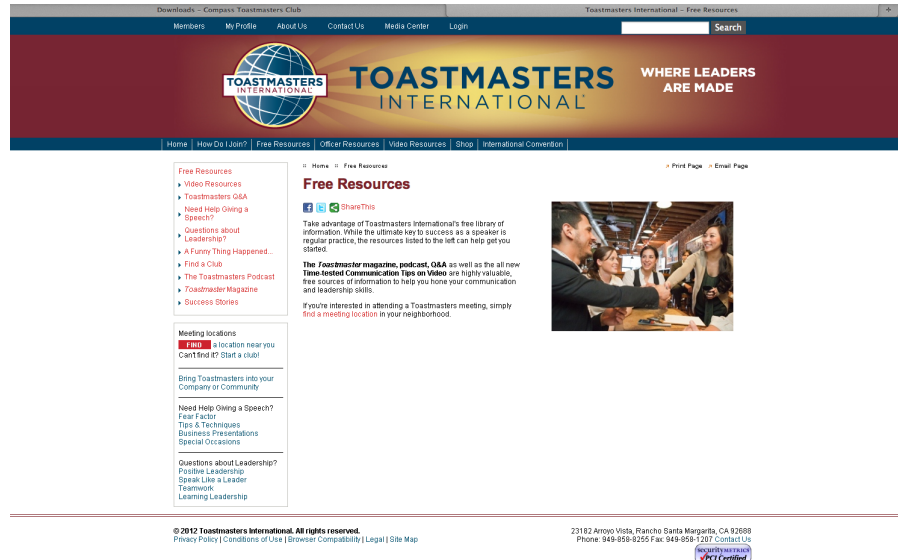 Downloads – Compass Toastmasters Club
Toastmasters International – Free Resources
Members My Profile About Us Contact Us Media Center Login
Search
TOASTMASTERS
INTERNATIONAL
TOASTMASTERS
INTERNATIONAL
WHERE LEADERS
ARE MADE
Home How Do I Join? Free Resources Officer Resources Video Resources Shop International Convention
Free Resources
Video Resources
Toastmasters Q&A
Need Help Giving a
Speech?
Questions about
Leadership?
A Funny Thing Happened...
Find a Club
The Toastmasters Podcast
Toastmaster Magazine
Success Stories
Meeting locations
FIND a location near you
Can't find it? Start a club!
Bring Toastmasters into your
Company or Community
Need Help Giving a Speech?
Fear Factor
Tips & Techniques
Business Presentations
Special Occasions
Questions about Leadership?
Positive Leadership
Speak Like a Leader
Teamwork
Learning Leadership
Home Free Resources
Print Page Email Page
Free Resources
ShareThis
Take advantage of Toastmasters International's free library of
information. While the ultimate key to success as a speaker is
regular practice, the resources listed to the left can help get you
started.
The Toastmaster magazine, podcast, Q&A as well as the all new
Time-tested Communication Tips on Video are highly valuable,
free sources of information to help you hone your communication
and leadership skills.
If you're interested in attending a Toastmasters meeting, simply
find a meeting location in your neighborhood.
© 2012 Toastmasters International. All rights reserved.
Privacy Policy | Conditions of Use | Browser Compatibility | Legal | Site Map
23182 Arroyo Vista, Rancho Santa Margarita, CA 92688
Phone: 949-858-8255 Fax: 949-858-1207 Contact Us
SECURITYMETRICS
PCI Certified